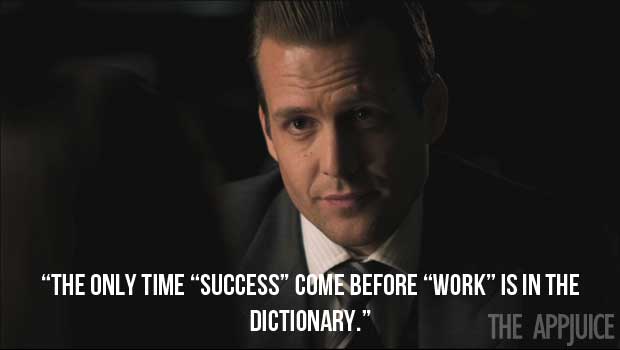 “THE ONLY TIME “SUCCESS” COME BEFORE “WORK” IS IN THE
DICTIONARY.”
THE APPJUICE